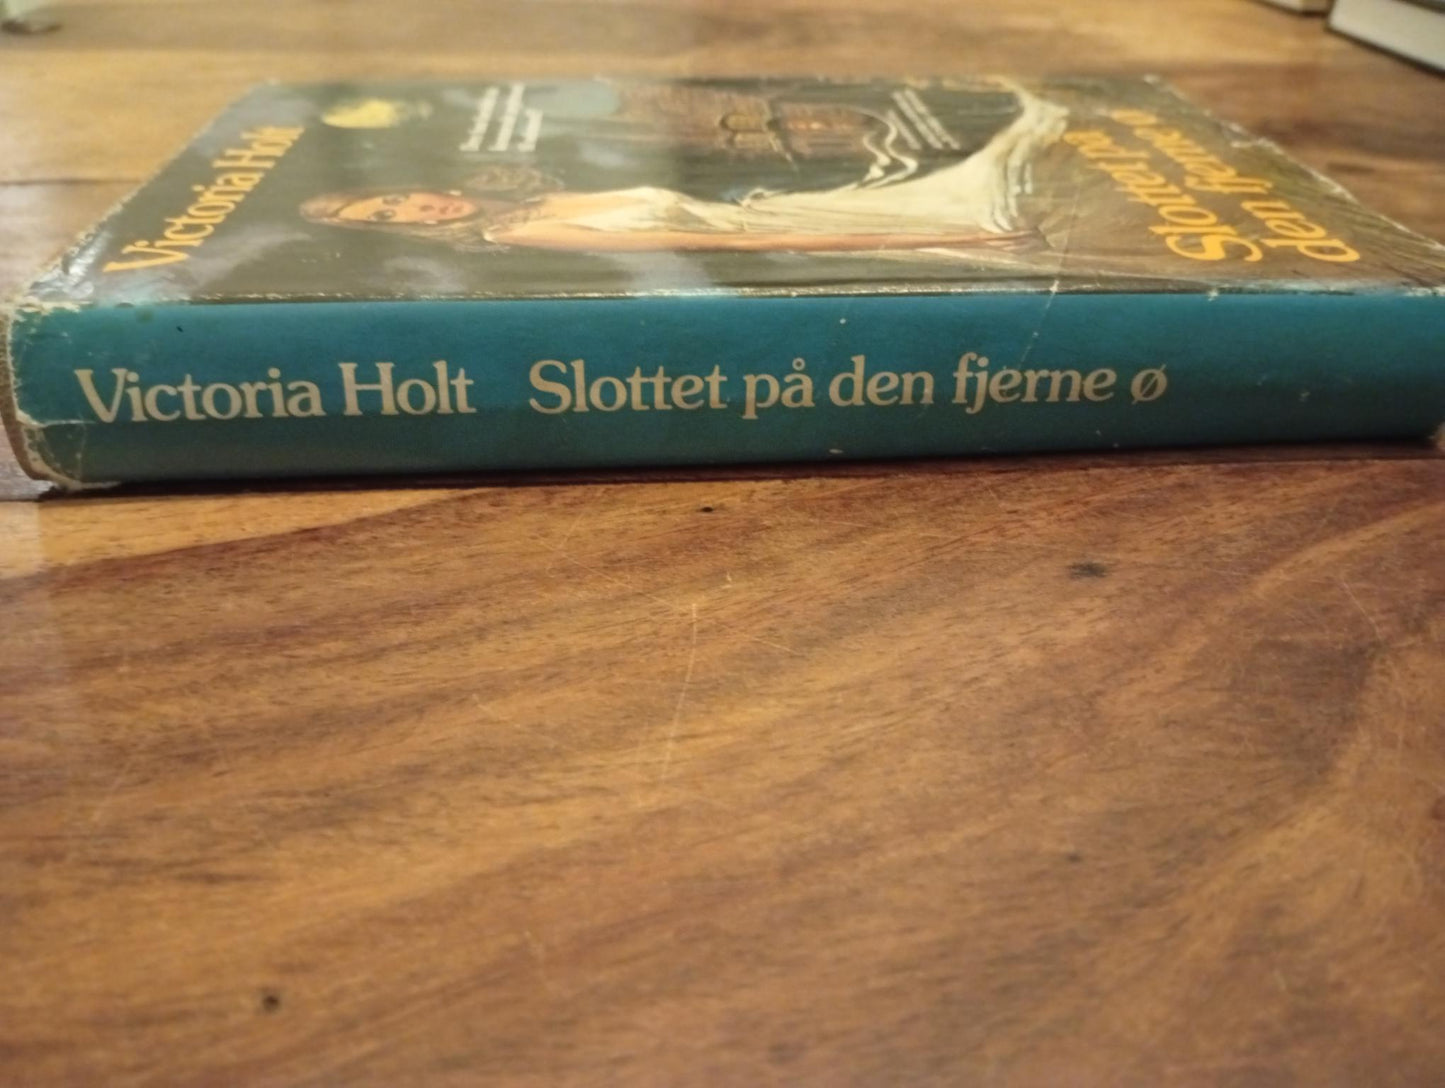 Victoria Holt
Slottet på
den fjerne ø
Victoria Holt Slottet på den fjerne ø